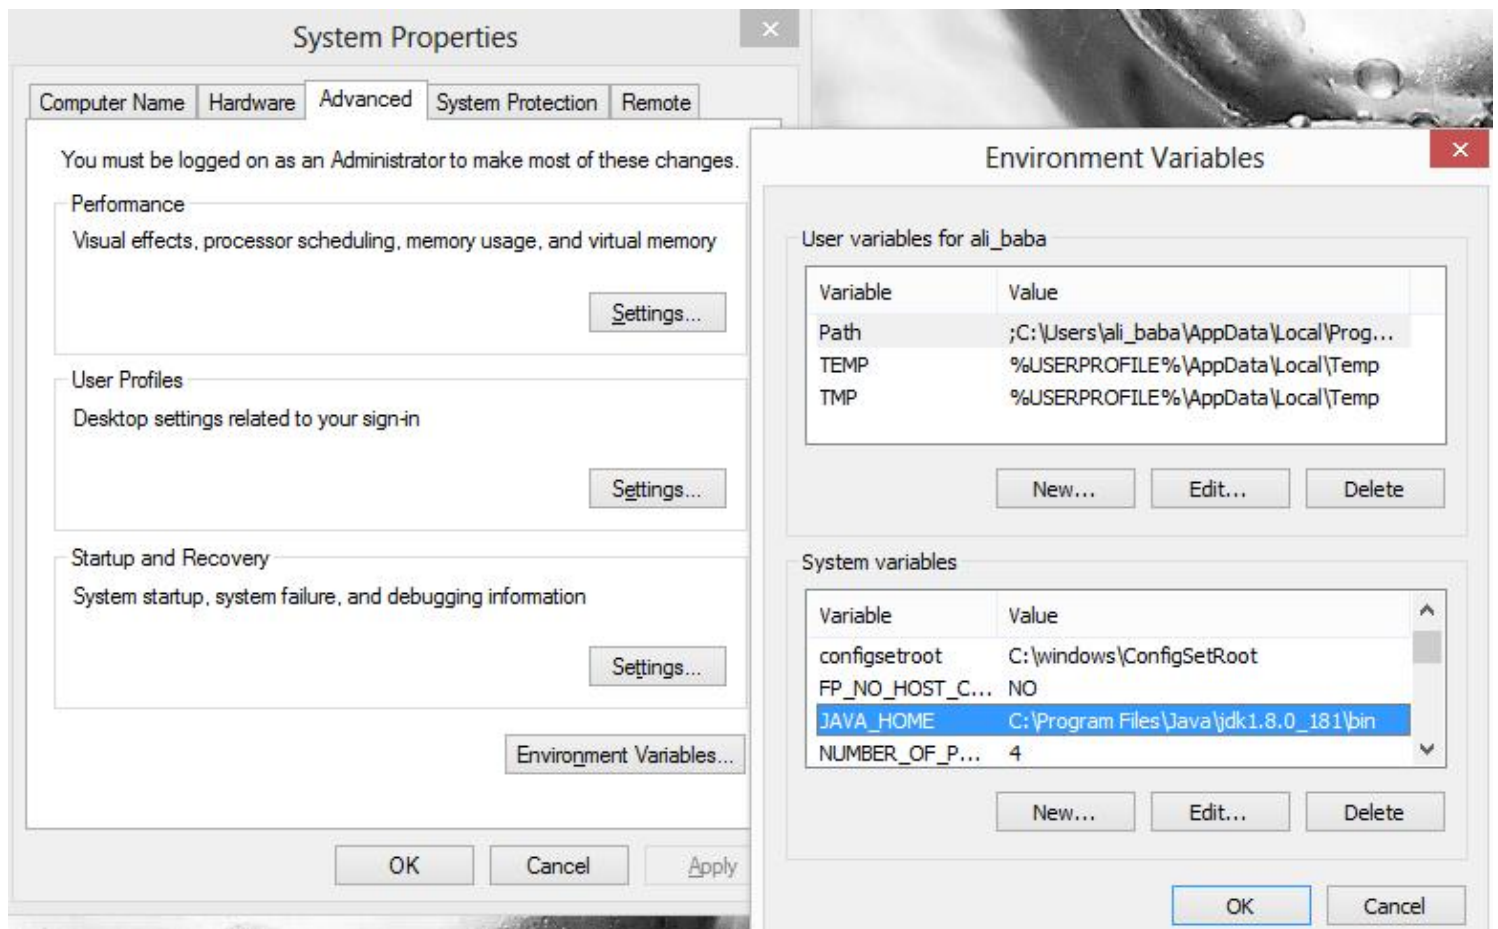 System Properties
Computer Name Hardware Advanced System Protection Remote
You must be logged on as an Administrator to make most of these changes.
Performance
Visual effects, processor scheduling, memory usage, and virtual memory
Settings...
User Profiles
Desktop settings related to your sign-in
Settings...
Startup and Recovery
System startup, system failure, and debugging information
Settings...
Environment Variables...
OK Cancel Apply
Environment Variables
User variables for ali_baba
Variable Value
Path ;C:\Users\ali_baba\AppData\Local\Prog...
TEMP %USERPROFILE%\AppData\Local\Temp
TMP %USERPROFILE%\AppData\Local\Temp
New... Edit... Delete
System variables
Variable Value
configsetroot C:\windows\ConfigSetRoot
FP_NO_HOST_C... NO
JAVA_HOME C:\Program Files\Java\jdk1.8.0_181\bin
NUMBER_OF_P... 4
New... Edit... Delete
OK Cancel